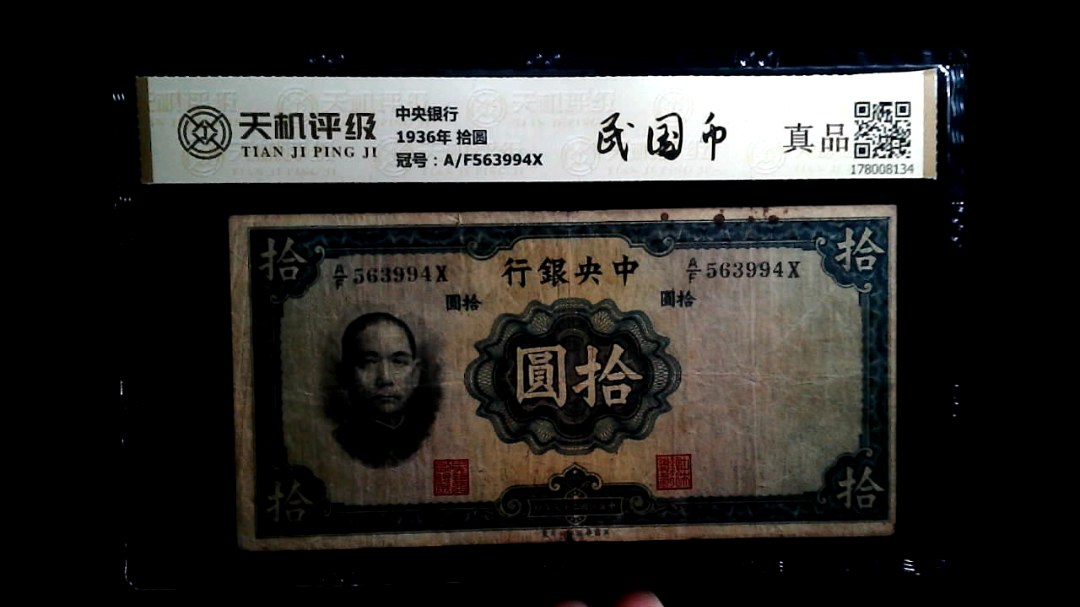 天机评级
TIAN JI PING JI
中央银行
1936年 拾圆
冠号：A/F563994X
民国币
真品
178008134
拾
拾
A/F 563994X
行銀央中
A/F 563994X
圓拾
圓拾
圓拾
拾
拾